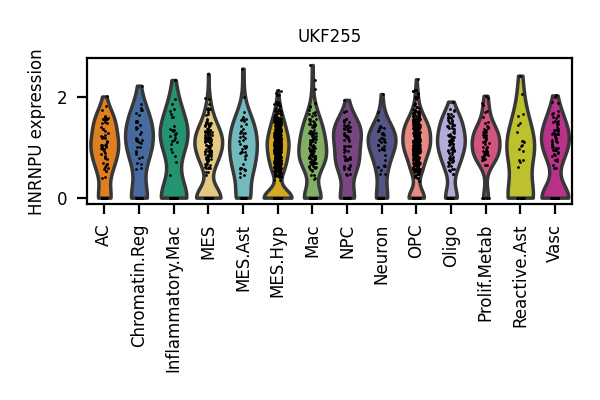 UKF255
HNRNPU expression
2
0
AC
Chromatin.Reg
Inflammatory.Mac
MES
MES.Ast
MES.Hyp
Mac
NPC
Neuron
OPC
Oligo
Prolif.Metab
Reactive.Ast
Vasc